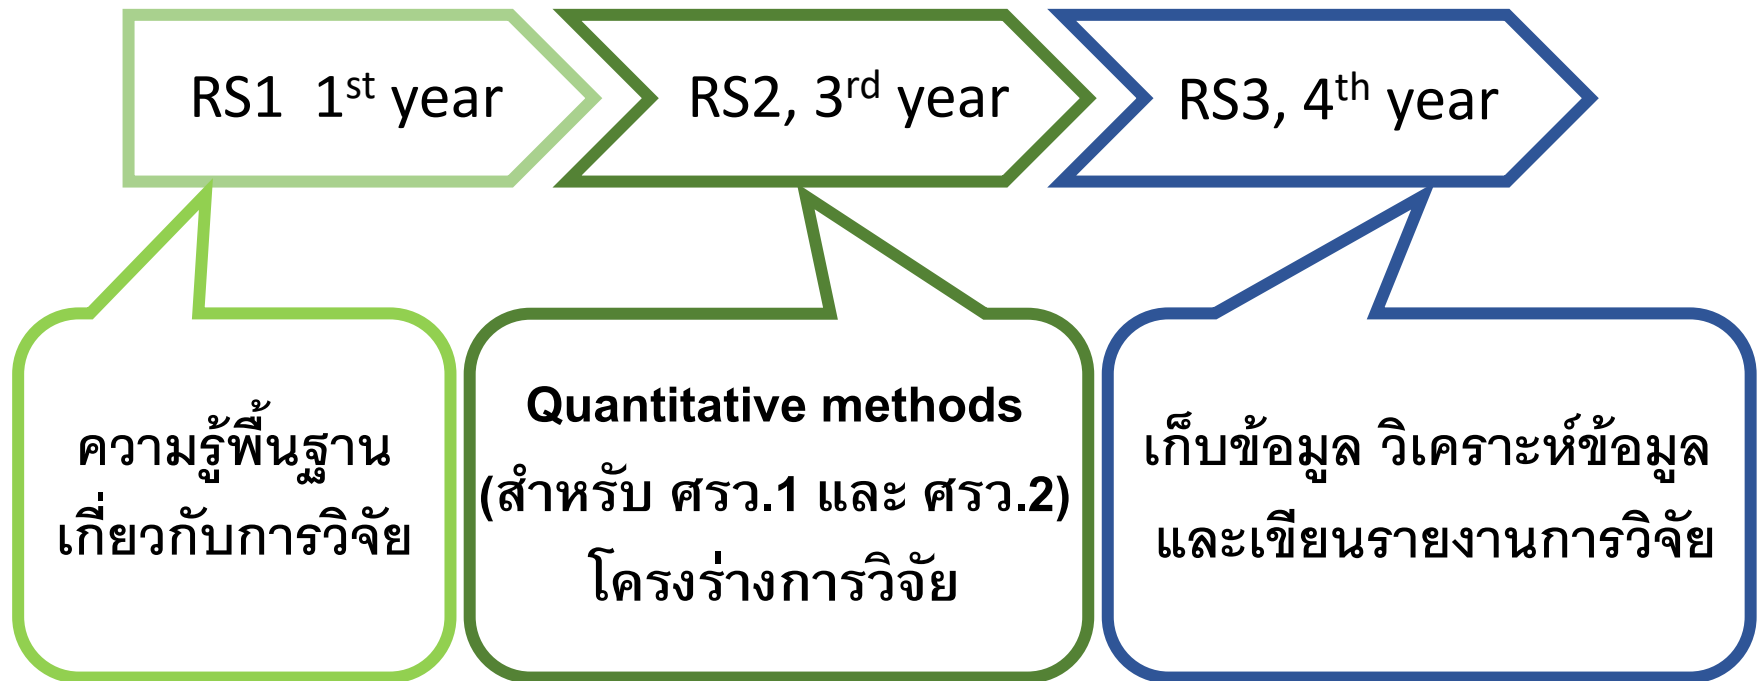 RS1 1st year
RS2, 3rd year
RS3, 4th year
ความรู้พื้นฐาน
เกี่ยวกับการวิจัย
Quantitative methods
(สำหรับ ศรว.1 และ ศรว.2)
โครงร่างการวิจัย
เก็บข้อมูล วิเคราะห์ข้อมูล
และเขียนรายงานการวิจัย